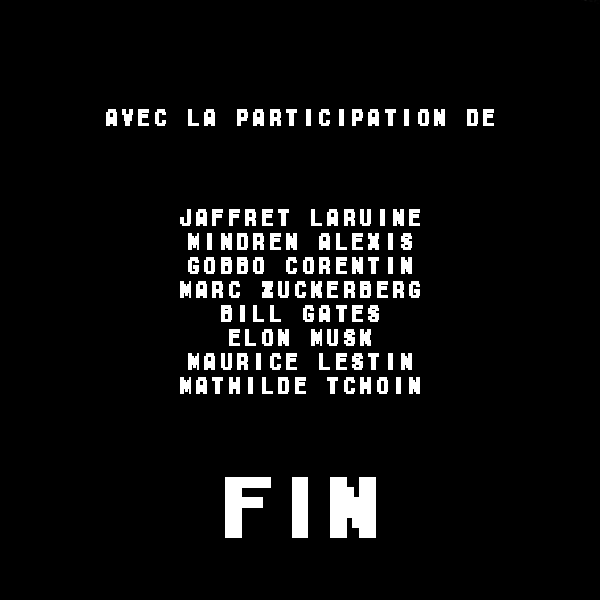 AVEC LA PARTICIPATION DE
JAFFRET LARUINE
MINDREN ALEXIS
GOBBO CORENTIN
MARC ZUCKERBERG
BILL GATES
ELON MUSK
MAURICE LESTIN
MATHILDE TCHOIN
FIN